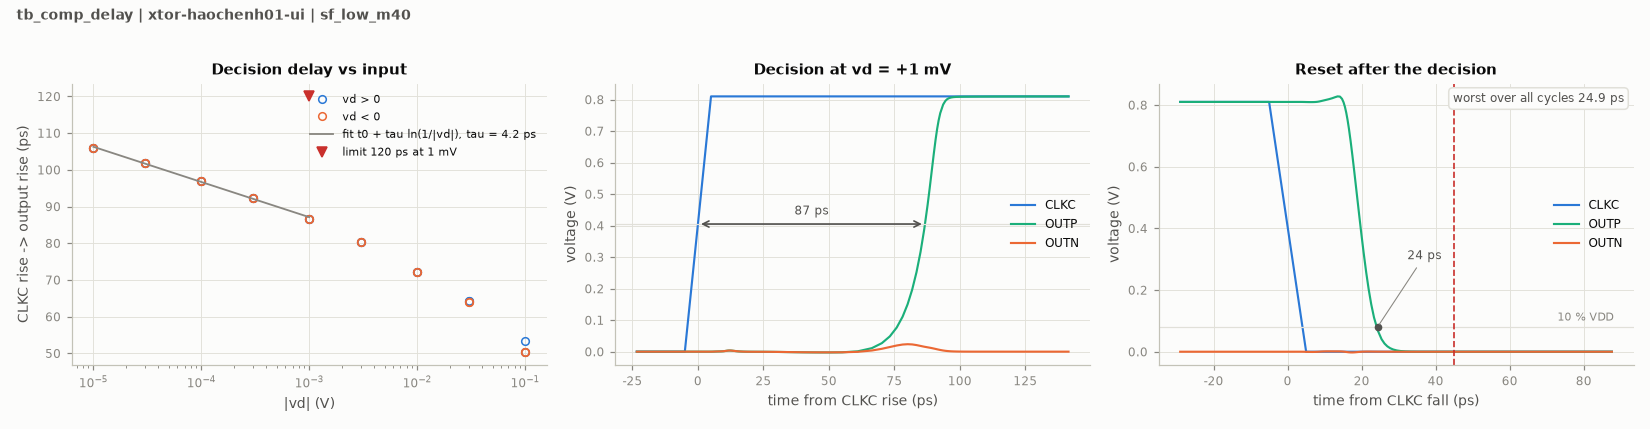 tb_comp_delay | xtor-haochenh01-ui | sf_low_m40
Decision delay vs input
CLKC rise -> output rise (ps)
120
110
100
90
80
70
60
50
vd > 0
vd < 0
fit t0 + tau ln(1/|vd|), tau = 4.2 ps
limit 120 ps at 1 mV
10⁻⁵
10⁻⁴
10⁻³
10⁻²
10⁻¹
|vd| (V)
Decision at vd = +1 mV
voltage (V)
0.8
0.7
0.6
0.5
0.4
0.3
0.2
0.1
0.0
87 ps
CLKC
OUTP
OUTN
-25
0
25
50
75
100
125
time from CLKC rise (ps)
Reset after the decision
voltage (V)
0.8
0.6
0.4
0.2
0.0
worst over all cycles 24.9 ps
CLKC
OUTP
OUTN
24 ps
10 % VDD
-20
0
20
40
60
80
time from CLKC fall (ps)